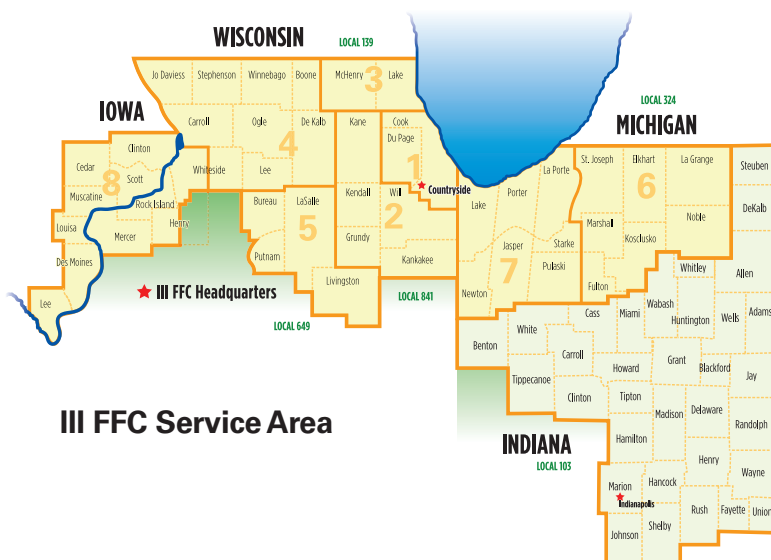 WISCONSIN
LOCAL 139
Jo Daviess Stephenson Winnebago Boone
McHenry Lake
3
LOCAL 324
IOWA
MICHIGAN
Carroll Ogle De Kalb
4
Kane Cook
Du Page
1
Countryside
Clinton
Cedar Scott
8
Muscatine
Whiteside Lee
Rock Island
Henry
Louisa Mercer
Des Moines
Lee
Bureau LaSalle
5
Putnam
Livingston
Kendall Will
2
Grundy
Kankakee
La Porte
Lake Porter
Jasper Starke
7
Pulaski
Newton
St. Joseph Elkhart La Grange
6
Marshall Noble
Kosclusko
Fulton
Steuben
DeKalb
Whitley Allen
III FFC Headquarters
LOCAL 841
LOCAL 649
Cass Miami Wabash
Huntington Wells Adams
Benton White
Carroll Grant
Howard Blackford Jay
Tippecanoe
Clinton Tipton
Madison Delaware
Randolph
III FFC Service Area
INDIANA
LOCAL 103
Hamilton
Henry Wayne
Marion Hancock
Indianapolis
Rush Fayette Union
Johnson Shelby